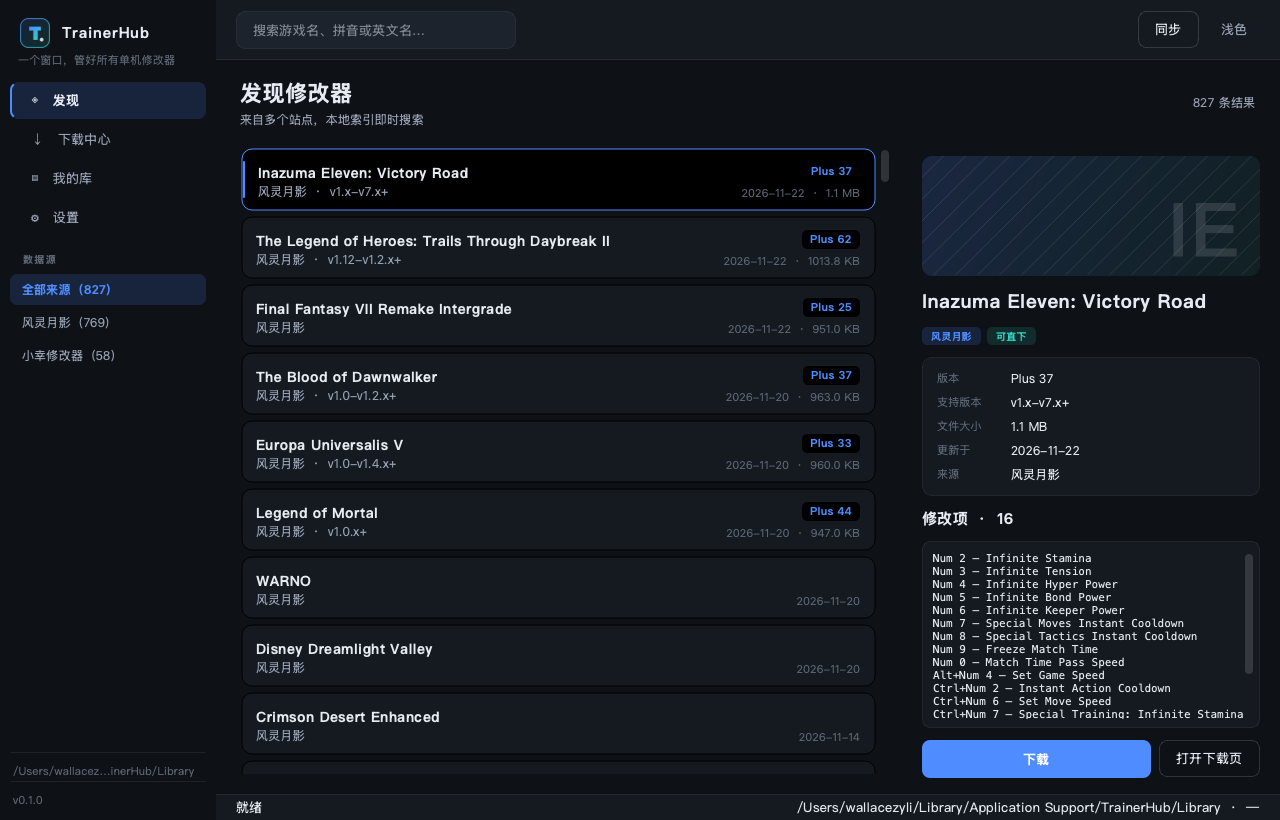 TrainerHub
一个窗口，管好所有单机修改器
发现
下载中心
我的库
设置
数据源
全部来源（827）
风灵月影（769）
小幸修改器（58）
/Users/wallacez...inerHub/Library
v0.1.0
搜索游戏名、拼音或英文名...
同步
浅色
发现修改器
来自多个站点，本地索引即时搜索
827 条结果
Inazuma Eleven: Victory Road
Plus 37
风灵月影 · v1.x–v7.x+
2026–11–22 · 1.1 MB
The Legend of Heroes: Trails Through Daybreak II
Plus 62
风灵月影 · v1.12–v1.2.x+
2026–11–22 · 1013.8 KB
Final Fantasy VII Remake Intergrade
Plus 25
风灵月影
2026–11–22 · 951.0 KB
The Blood of Dawnwalker
Plus 37
风灵月影 · v1.0–v1.2.x+
2026–11–20 · 963.0 KB
Europa Universalis V
Plus 33
风灵月影 · v1.0–v1.4.x+
2026–11–20 · 960.0 KB
Legend of Mortal
Plus 44
风灵月影 · v1.0.x+
2026–11–20 · 947.0 KB
WARNO
风灵月影
2026–11–20
Disney Dreamlight Valley
风灵月影
2026–11–20
Crimson Desert Enhanced
风灵月影
2026–11–14
IE
Inazuma Eleven: Victory Road
风灵月影 可直下
版本 Plus 37
支持版本 v1.x–v7.x+
文件大小 1.1 MB
更新于 2026–11–22
来源 风灵月影
修改项 · 16
Num 2 – Infinite Stamina
Num 3 – Infinite Tension
Num 4 – Infinite Hyper Power
Num 5 – Infinite Bond Power
Num 6 – Infinite Keeper Power
Num 7 – Special Moves Instant Cooldown
Num 8 – Special Tactics Instant Cooldown
Num 9 – Freeze Match Time
Num 0 – Match Time Pass Speed
Alt+Num 4 – Set Game Speed
Ctrl+Num 2 – Instant Action Cooldown
Ctrl+Num 6 – Set Move Speed
Ctrl+Num 7 – Special Training: Infinite Stamina
下载
打开下载页
就绪
/Users/wallacezyli/Library/Application Support/TrainerHub/Library · —